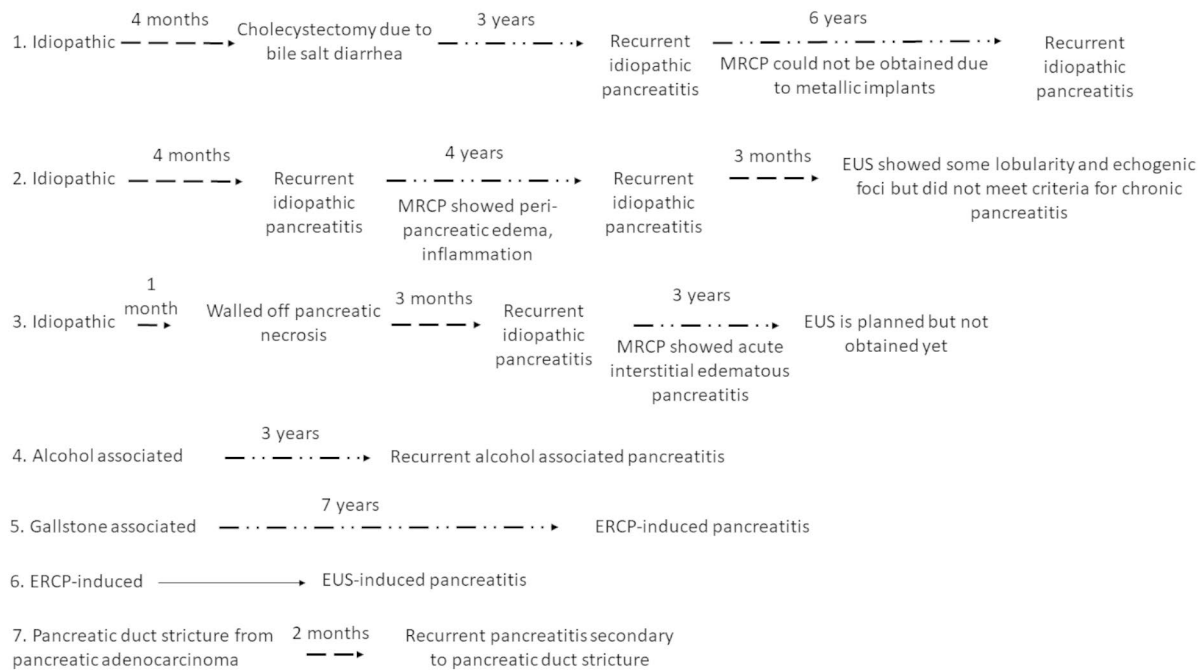 4 months
3 years
6 years
1. Idiopathic
Cholecystectomy due to
bile salt diarrhea
Recurrent
idiopathic
pancreatitis
MRCP could not be obtained due
to metallic implants
Recurrent
idiopathic
pancreatitis
4 months
4 years
3 months
2. Idiopathic
Recurrent
idiopathic
pancreatitis
MRCP showed peri-
pancreatic edema,
inflammation
Recurrent
idiopathic
pancreatitis
EUS showed some lobularity and echogenic
foci but did not meet criteria for chronic
pancreatitis
1
month
3 months
3 years
3. Idiopathic
Walled off pancreatic
necrosis
Recurrent
idiopathic
pancreatitis
MRCP showed acute
interstitial edematous
pancreatitis
EUS is planned but not
obtained yet
3 years
4. Alcohol associated
Recurrent alcohol associated pancreatitis
7 years
5. Gallstone associated
ERCP-induced pancreatitis
6. ERCP-induced
EUS-induced pancreatitis
7. Pancreatic duct stricture from
pancreatic adenocarcinoma
2 months
Recurrent pancreatitis secondary
to pancreatic duct stricture